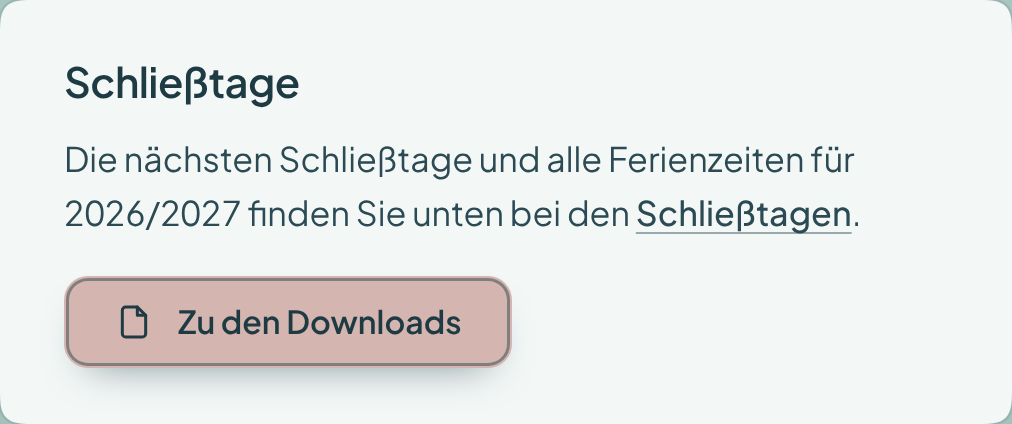 Schließtage
Die nächsten Schließtage und alle Ferienzeiten für
2026/2027 finden Sie unten bei den Schließtagen.
Zu den Downloads